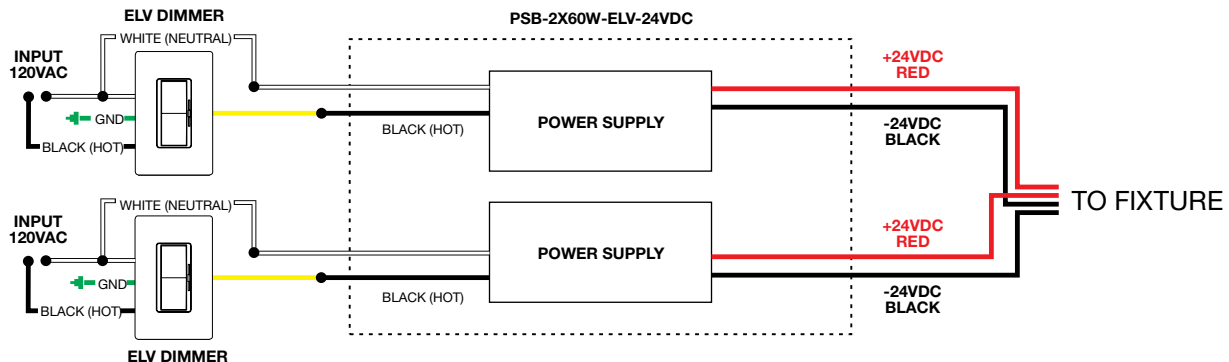 ELV DIMMER
PSB-2X60W-ELV-24VDC
WHITE (NEUTRAL)
INPUT
120VAC
GND
BLACK (HOT)
BLACK (HOT)
POWER SUPPLY
+24VDC
RED
-24VDC
BLACK
TO FIXTURE
WHITE (NEUTRAL)
INPUT
120VAC
GND
BLACK (HOT)
BLACK (HOT)
POWER SUPPLY
+24VDC
RED
-24VDC
BLACK
ELV DIMMER